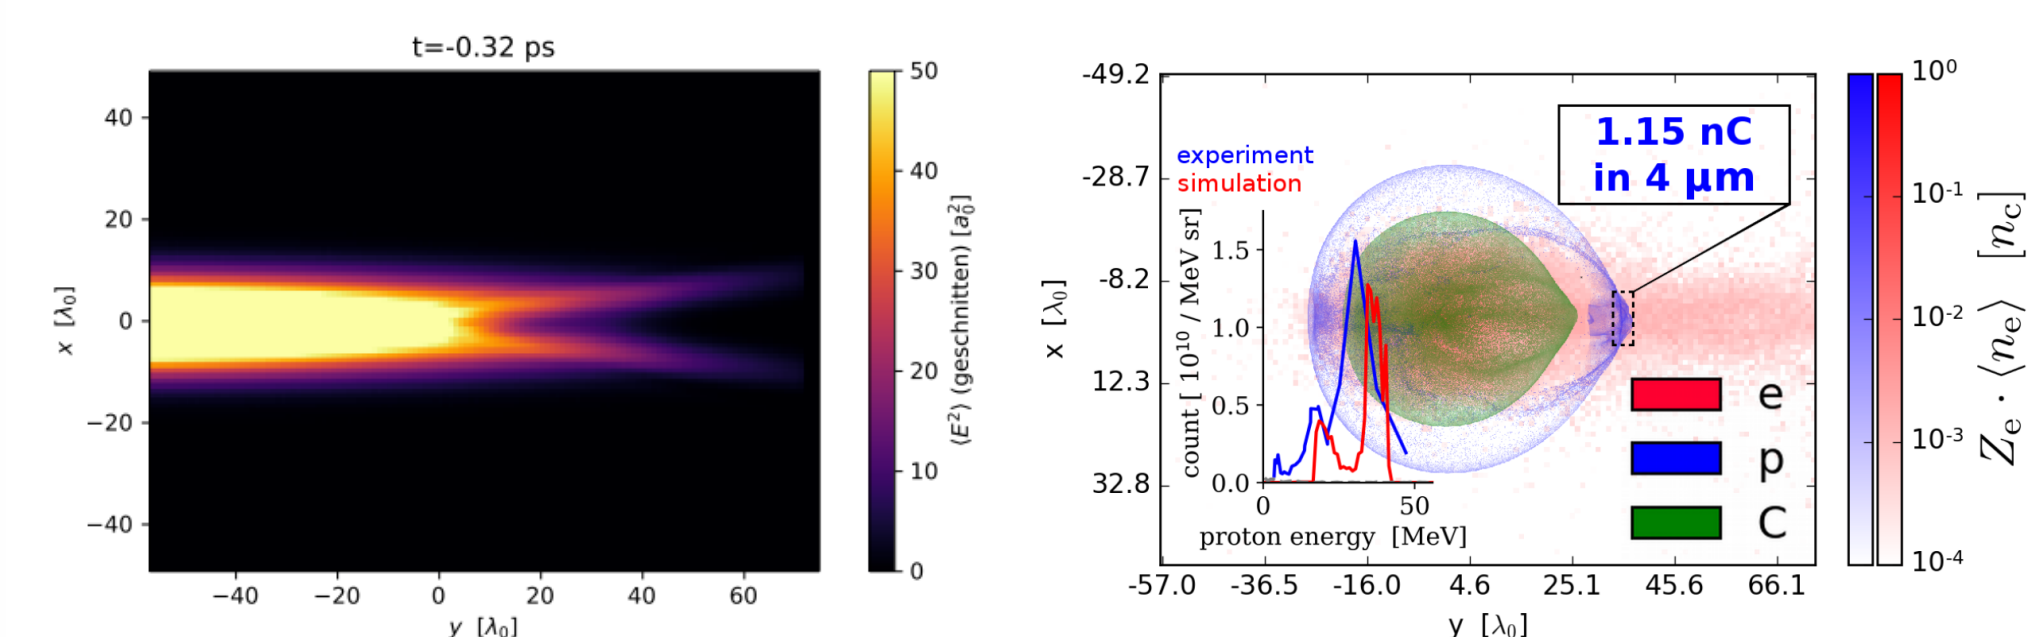 t=-0.32 ps
x [λ₀]
40
20
0
−20
−40
−40
−20
0
20
40
60
y [λ₀]
50
40
30
20
10
0
⟨E²⟩ (geschnitten) [a₀²]
x [λ₀]
-49.2
-28.7
-8.2
12.3
32.8
-57.0
-36.5
-16.0
4.6
25.1
45.6
66.1
y [λ₀]
experiment
simulation
1.15 nC
in 4 μm
count [ 10¹⁰ / MeV sr]
1.5
1.0
0.5
0.0
0
50
proton energy [MeV]
e
p
C
10⁰
10⁻¹
10⁻²
10⁻³
10⁻⁴
Zₑ · ⟨nₑ⟩ [n_c]